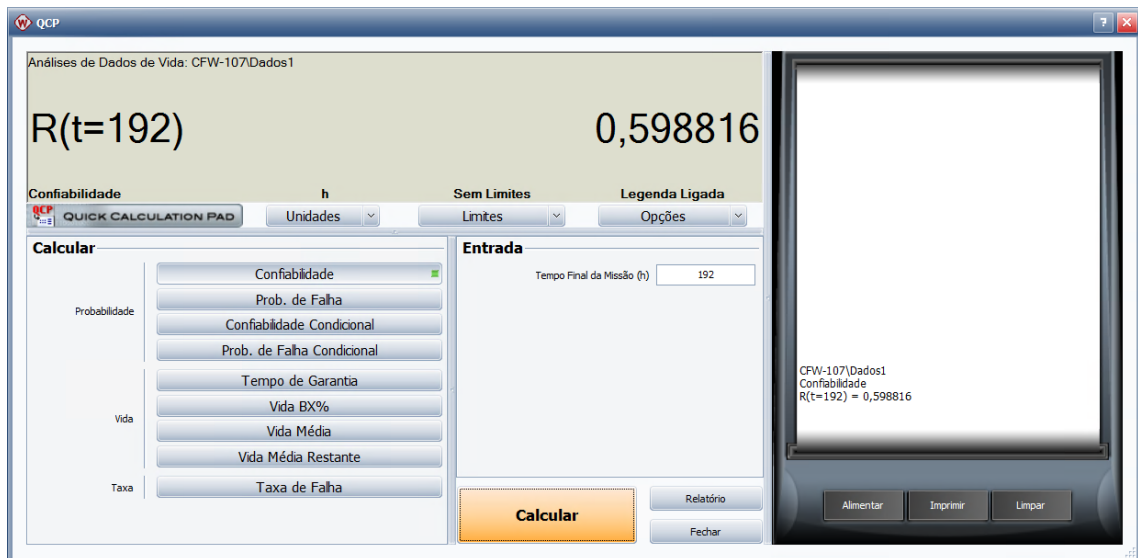 QCP
Análises de Dados de Vida: CFW-107\Dados1
R(t=192) 0,598816
Confiabilidade h Sem Limites Legenda Ligada
QCP QUICK CALCULATION PAD Unidades Limites Opções
Calcular
Probabilidade
Confiabilidade
Prob. de Falha
Confiabilidade Condicional
Prob. de Falha Condicional
Vida
Tempo de Garantia
Vida BX%
Vida Média
Vida Média Restante
Taxa
Taxa de Falha
Entrada
Tempo Final da Missão (h) 192
Calcular
Relatório
Fechar
CFW-107\Dados1
Confiabilidade
R(t=192) = 0,598816
Alimentar Imprimir Limpar